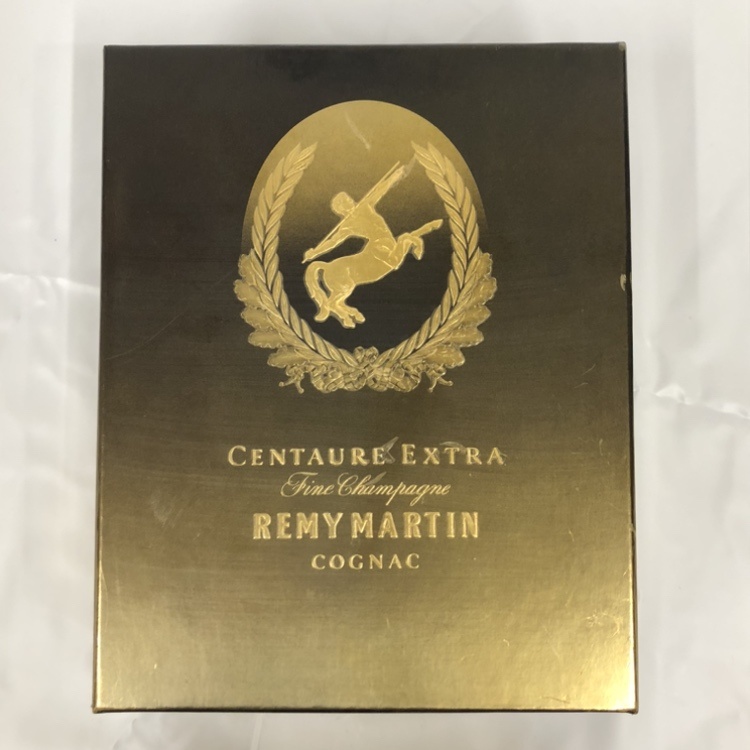 CENTAURE EXTRA
Fine Champagne
REMY MARTIN
COGNAC